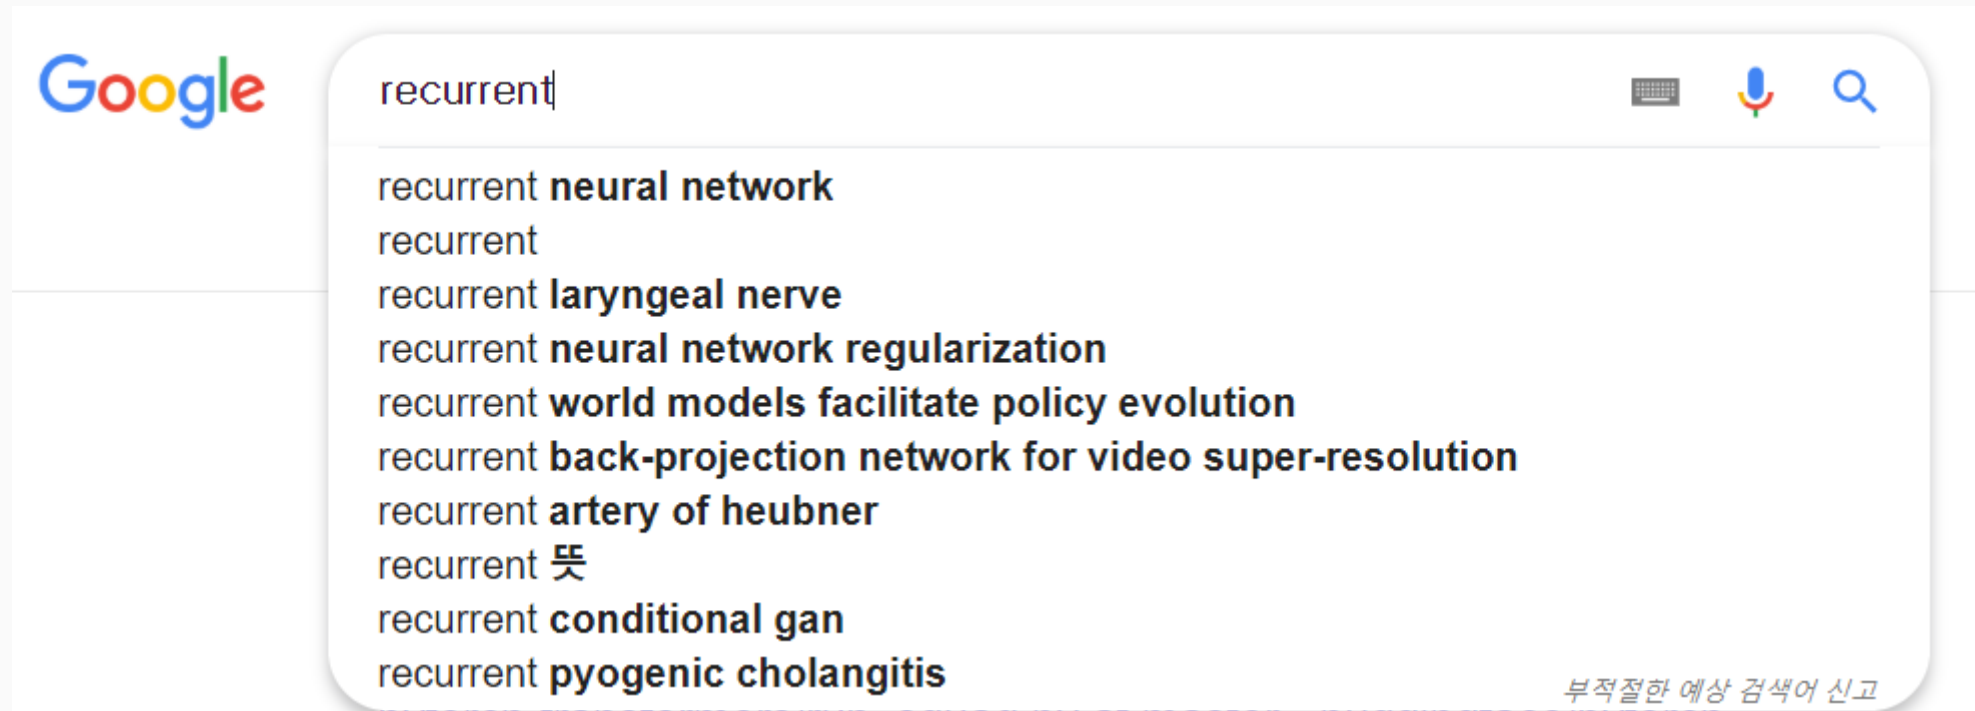 Google
recurrent
recurrent neural network
recurrent
recurrent laryngeal nerve
recurrent neural network regularization
recurrent world models facilitate policy evolution
recurrent back-projection network for video super-resolution
recurrent artery of heubner
recurrent 뜻
recurrent conditional gan
recurrent pyogenic cholangitis
부적절한 예상 검색어 신고